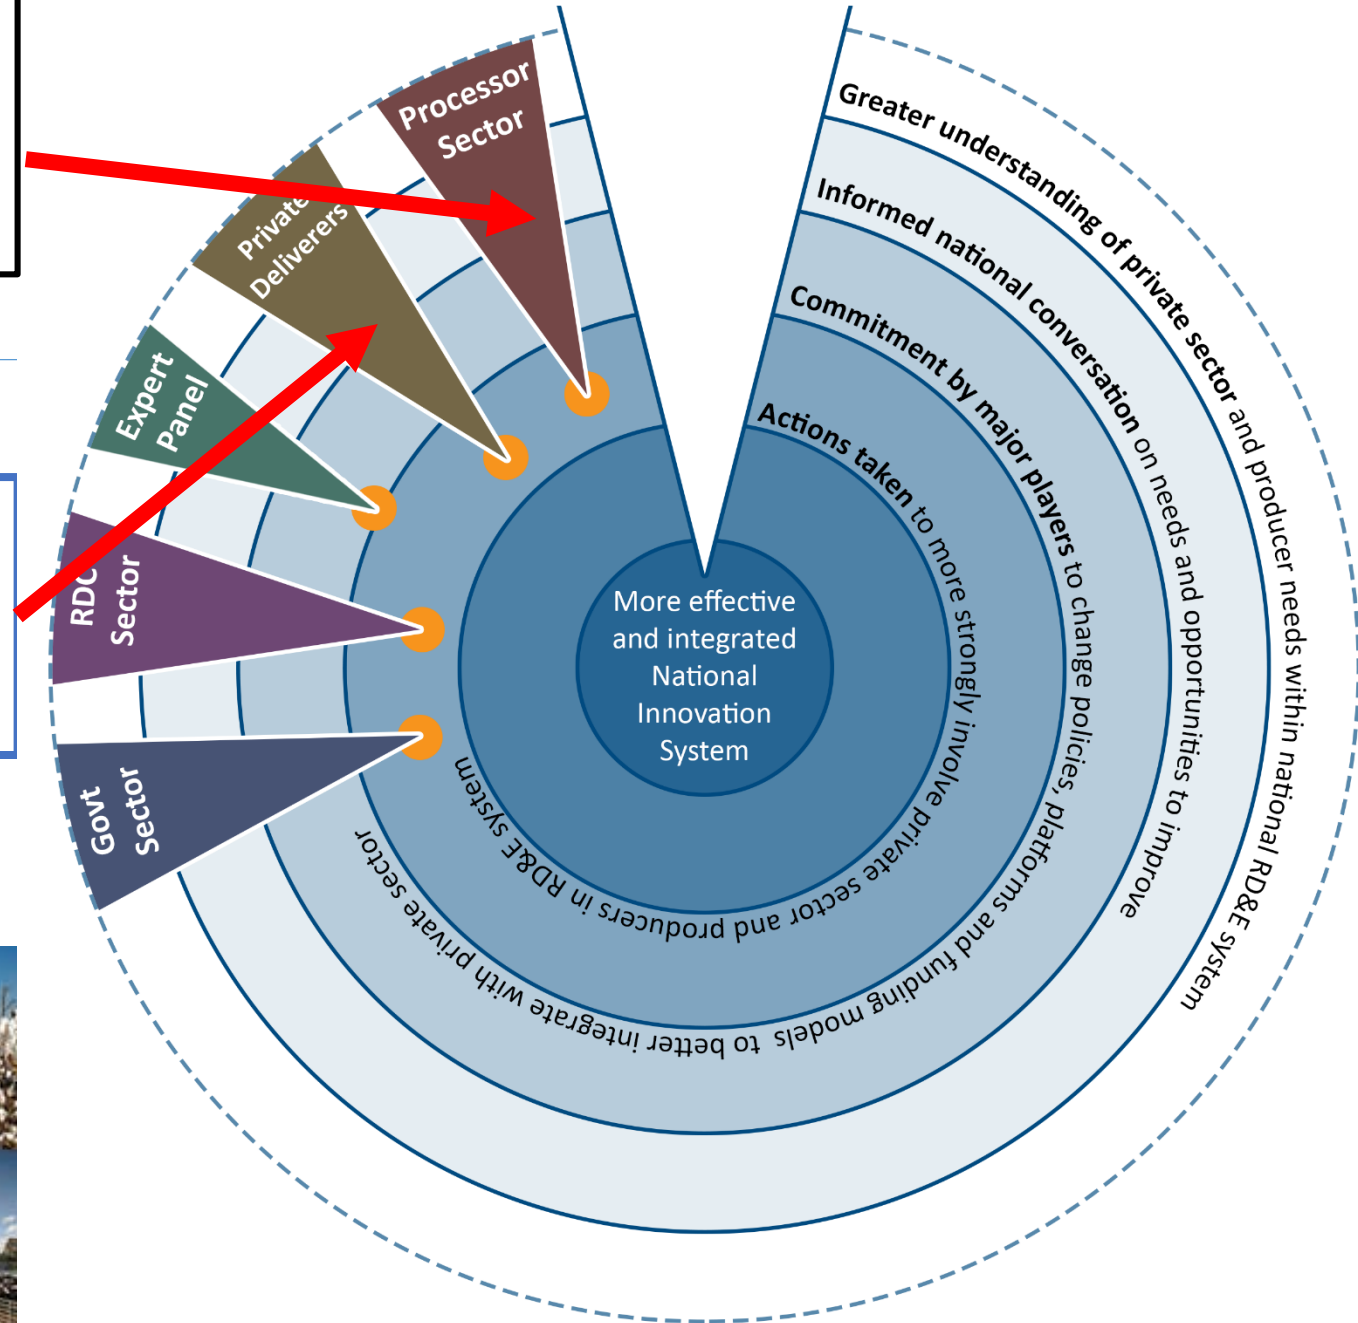 Processor
Sector
Private
Deliverers
Expert
Panel
RDC
Sector
Govt
Sector
Greater understanding of private sector and producer needs within national RD&E system
Informed national conversation on needs and opportunities to improve
Commitment by major players to change policies, platforms and funding models to better integrate with private sector
Actions taken to more strongly involve private sector and producers in RD&E system
More effective
and integrated
National
Innovation
System